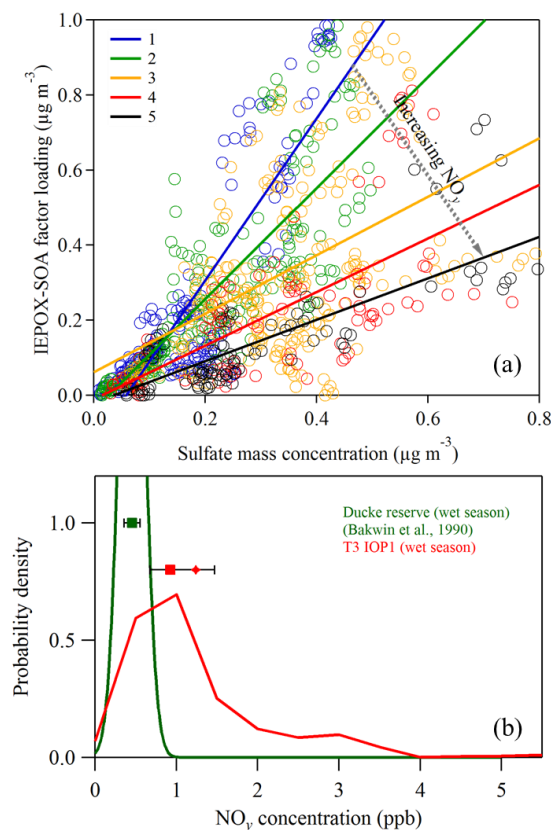 1.0
0.8
0.6
0.4
0.2
0.0
IEPOX-SOA factor loading (µg m⁻³)
1
2
3
4
5
Increasing NOy
(a)
0.0 0.2 0.4 0.6 0.8
Sulfate mass concentration (µg m⁻³)
1.0
0.5
0.0
Probability density
Ducke reserve (wet season)
(Bakwin et al., 1990)
T3 IOP1 (wet season)
(b)
0 1 2 3 4 5
NOy concentration (ppb)